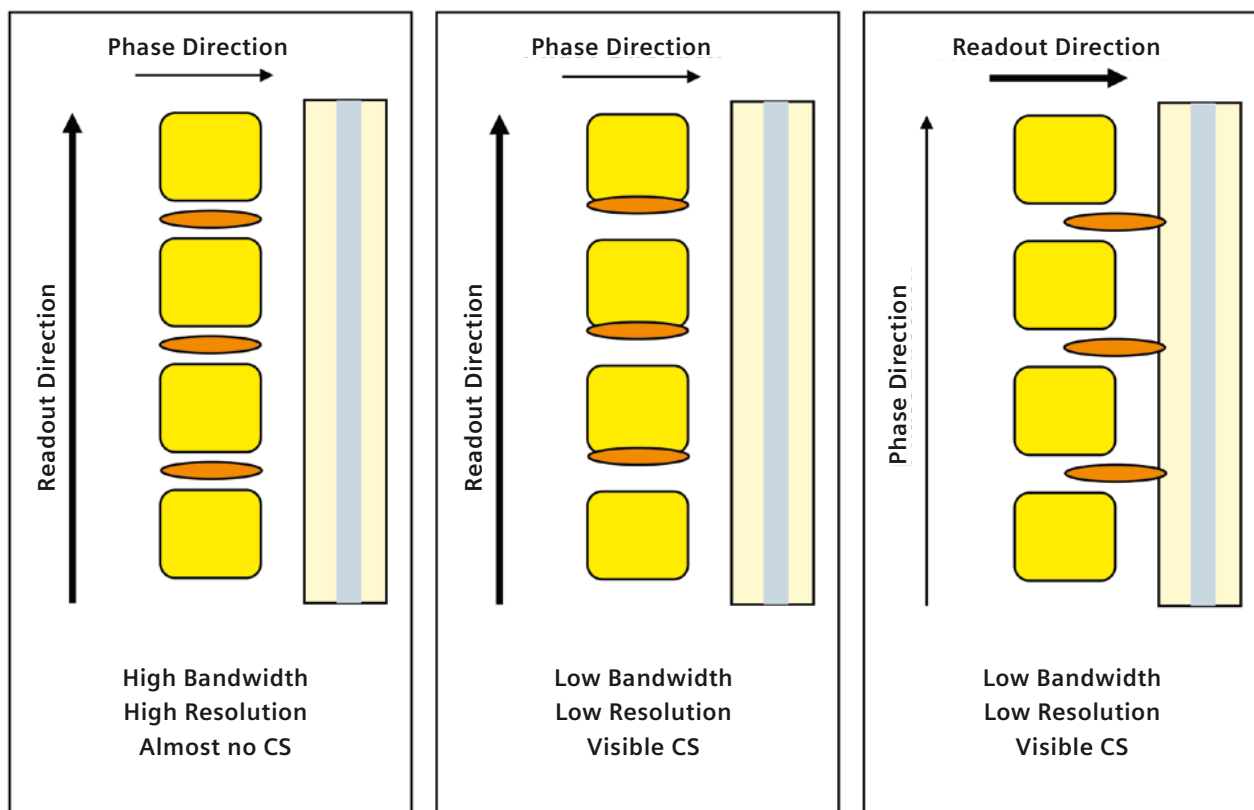 Phase Direction
Readout Direction
High Bandwidth
High Resolution
Almost no CS
Phase Direction
Readout Direction
Low Bandwidth
Low Resolution
Visible CS
Readout Direction
Phase Direction
Low Bandwidth
Low Resolution
Visible CS